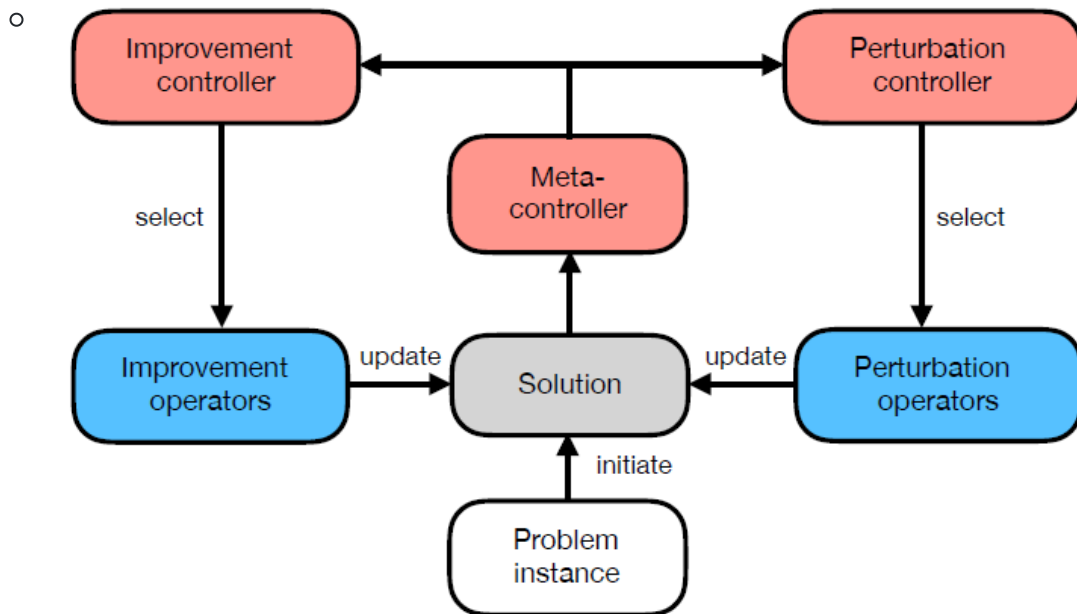 Improvement
controller
Perturbation
controller
Meta-
controller
select
select
Improvement
operators
update
Solution
update
Perturbation
operators
initiate
Problem
instance